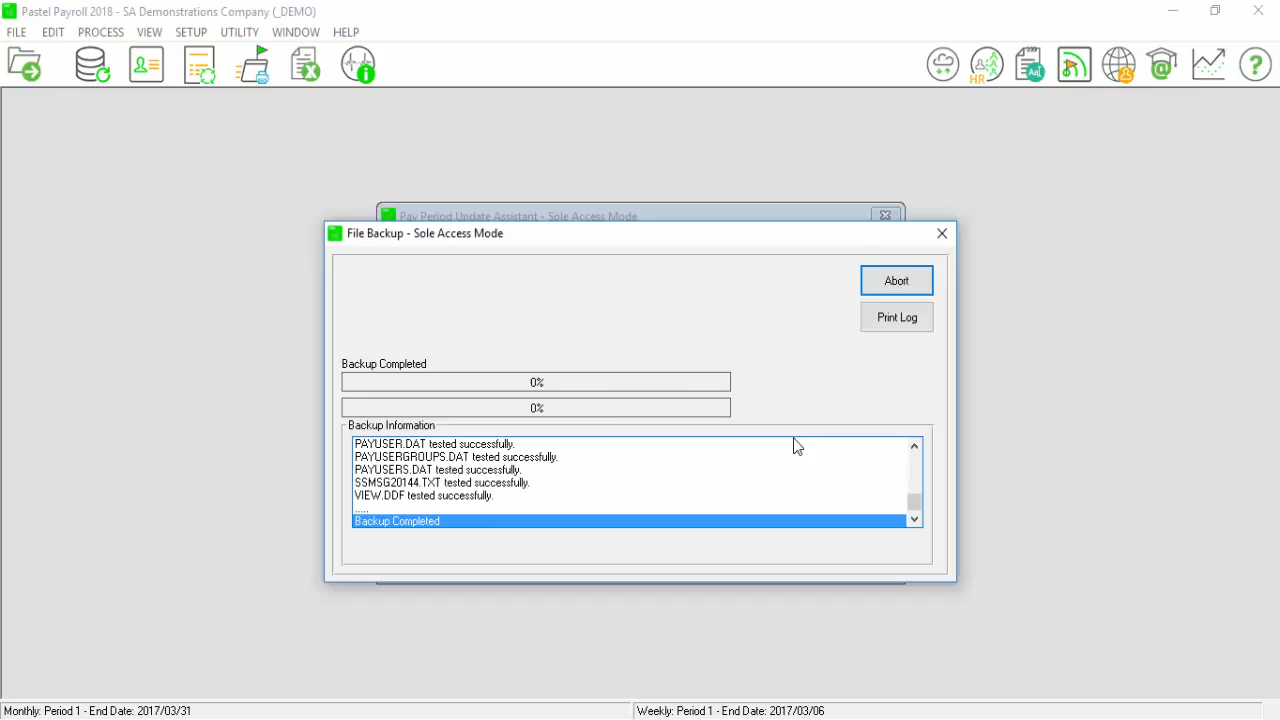 Pastel Payroll 2018 - SA Demonstrations Company (_DEMO)
FILE EDIT PROCESS VIEW SETUP UTILITY WINDOW HELP
HR
Aa
Pay Period Update Assistant - Sole Access Mode
File Backup - Sole Access Mode
Abort
Print Log
Backup Completed
0%
0%
Backup Information
PAYUSER.DAT tested successfully.
PAYUSERGROUPS.DAT tested successfully.
PAYUSERS.DAT tested successfully.
SSMSG20144.TXT tested successfully.
VIEW.DDF tested successfully.
.....
Backup Completed
Monthly: Period 1 - End Date: 2017/03/31
Weekly: Period 1 - End Date: 2017/03/06